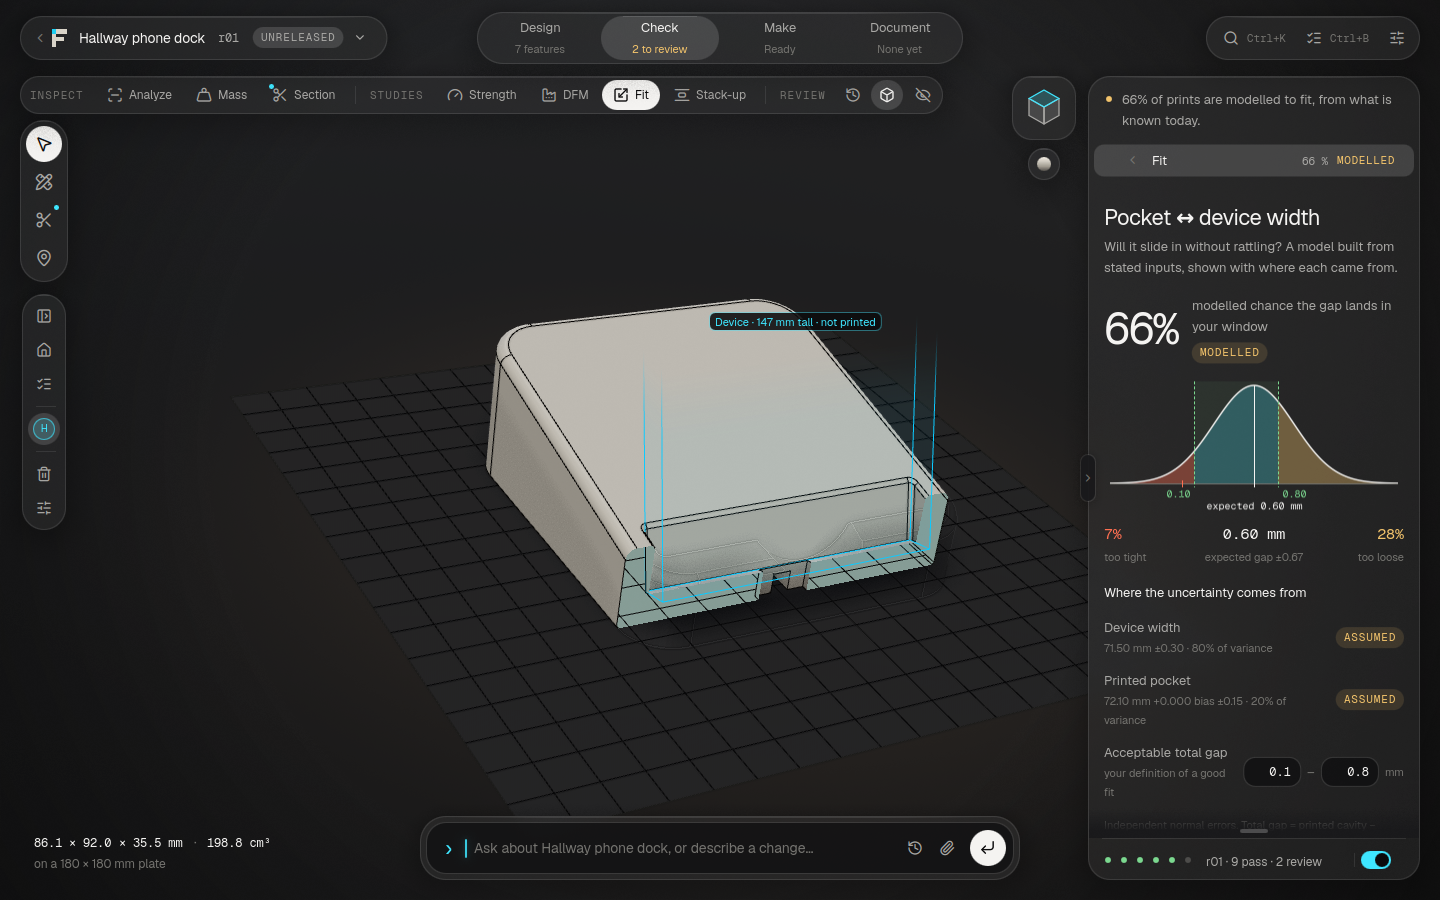 Hallway phone dock r01 UNRELEASED
Design
7 features
Check
2 to review
Make
Ready
Document
None yet
Ctrl+K
Ctrl+B
INSPECT Analyze Mass Section STUDIES Strength DFM Fit Stack-up REVIEW
H
Device · 147 mm tall · not printed
66% of prints are modelled to fit, from what is
known today.
Fit 66 % MODELLED
Pocket ↔ device width
Will it slide in without rattling? A model built from
stated inputs, shown with where each came from.
66%
modelled chance the gap lands in
your window
MODELLED
0.10 0.80
expected 0.60 mm
7% 0.60 mm 28%
too tight expected gap ±0.67 too loose
Where the uncertainty comes from
Device width
71.50 mm ±0.30 · 80% of variance
ASSUMED
Printed pocket
72.10 mm +0.000 bias ±0.15 · 20% of
variance
ASSUMED
Acceptable total gap
your definition of a good
fit
0.1 – 0.8 mm
Independent normal errors. Total gap = printed cavity −
r01 · 9 pass · 2 review
86.1 × 92.0 × 35.5 mm · 198.8 cm³
on a 180 × 180 mm plate
Ask about Hallway phone dock, or describe a change…